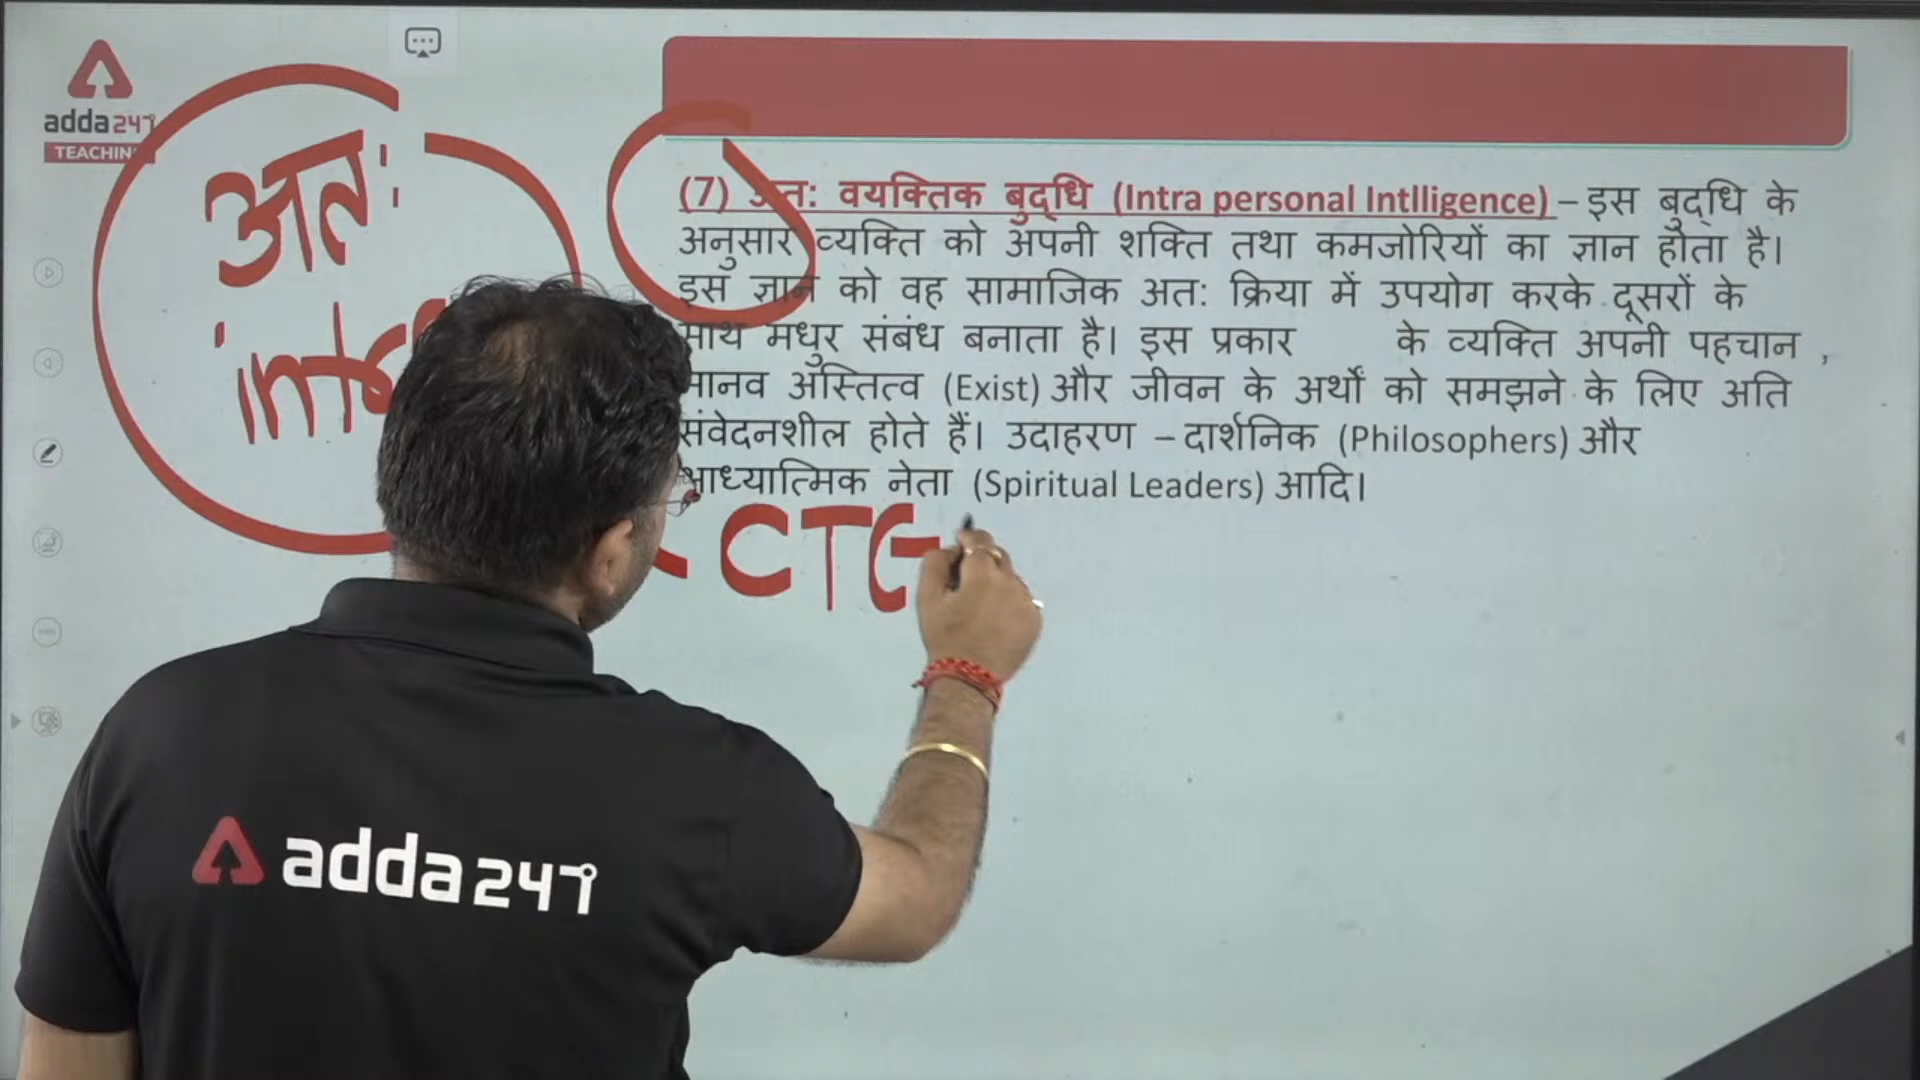 adda247
TEACHING
अत:
(7) अत: वयक्तिक बुद्धि (Intra personal Intlligence) – इस बुद्धि के
अनुसार व्यक्ति को अपनी शक्ति तथा कमजोरियों का ज्ञान होता है।
इस ज्ञान को वह सामाजिक अत: क्रिया में उपयोग करके दूसरों के
साथ मधुर संबंध बनाता है। इस प्रकार के व्यक्ति अपनी पहचान ,
मानव अस्तित्व (Exist) और जीवन के अर्थों को समझने के लिए अति
संवेदनशील होते हैं। उदाहरण – दार्शनिक (Philosophers) और
आध्यात्मिक नेता (Spiritual Leaders) आदि।
CTE
adda247